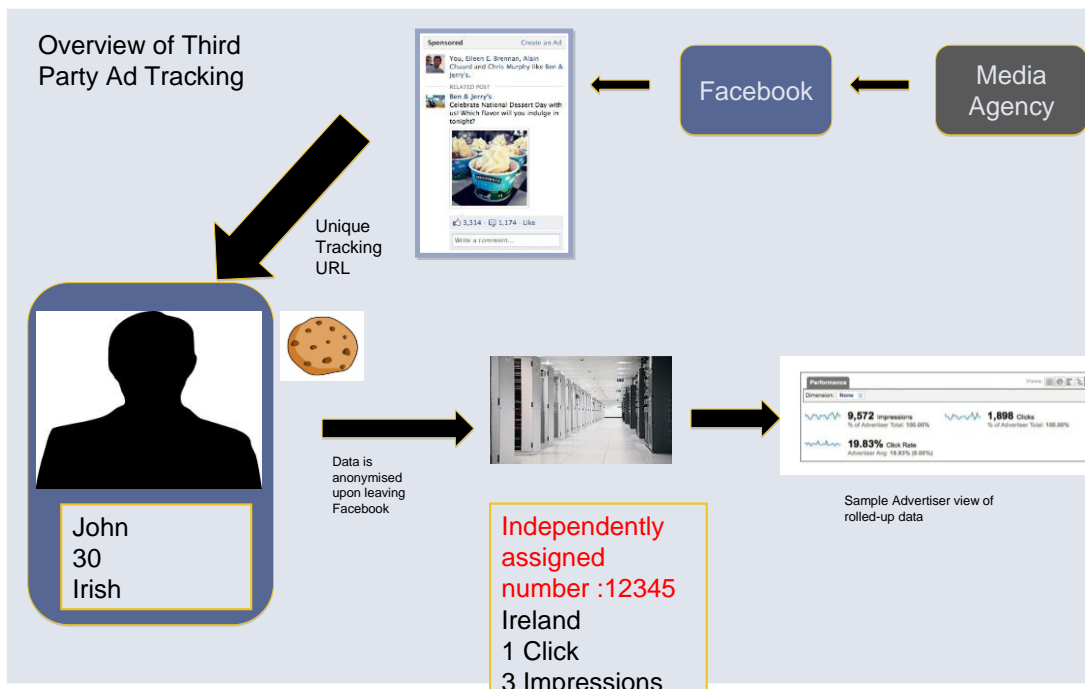 Overview of Third
Party Ad Tracking
Sponsored Create an Ad
You, Eileen E. Brennan, Alain
Chuard and Chris Murphy like Ben &
Jerry's.
RELATED POST
Ben & Jerry's
Celebrate National Dessert Day with
us! Which flavor will you indulge in
tonight?
3,314 · 1,174 · Like
Write a comment...
Facebook
Media
Agency
Unique
Tracking
URL
John
30
Irish
Data is
anonymised
upon leaving
Facebook
Independently
assigned
number :12345
Ireland
1 Click
3 Impressions
Performance Views:
Dimension: None
9,572 Impressions
% of Advertiser Total: 100.00%
1,898 Clicks
% of Advertiser Total: 100.00%
19.83% Click Rate
Advertiser Avg: 19.83% (0.00%)
Sample Advertiser view of
rolled-up data